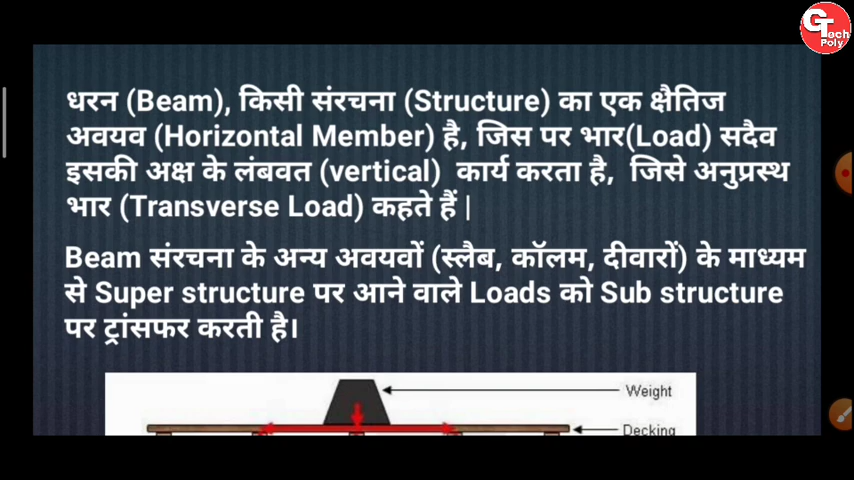 GTech
Poly
धरन (Beam), किसी संरचना (Structure) का एक क्षैतिज
अवयव (Horizontal Member) है, जिस पर भार(Load) सदैव
इसकी अक्ष के लंबवत (vertical) कार्य करता है, जिसे अनुप्रस्थ
भार (Transverse Load) कहते हैं |
Beam संरचना के अन्य अवयवों (स्लैब, कॉलम, दीवारों) के माध्यम
से Super structure पर आने वाले Loads को Sub structure
पर ट्रांसफर करती है।
Weight
Decking